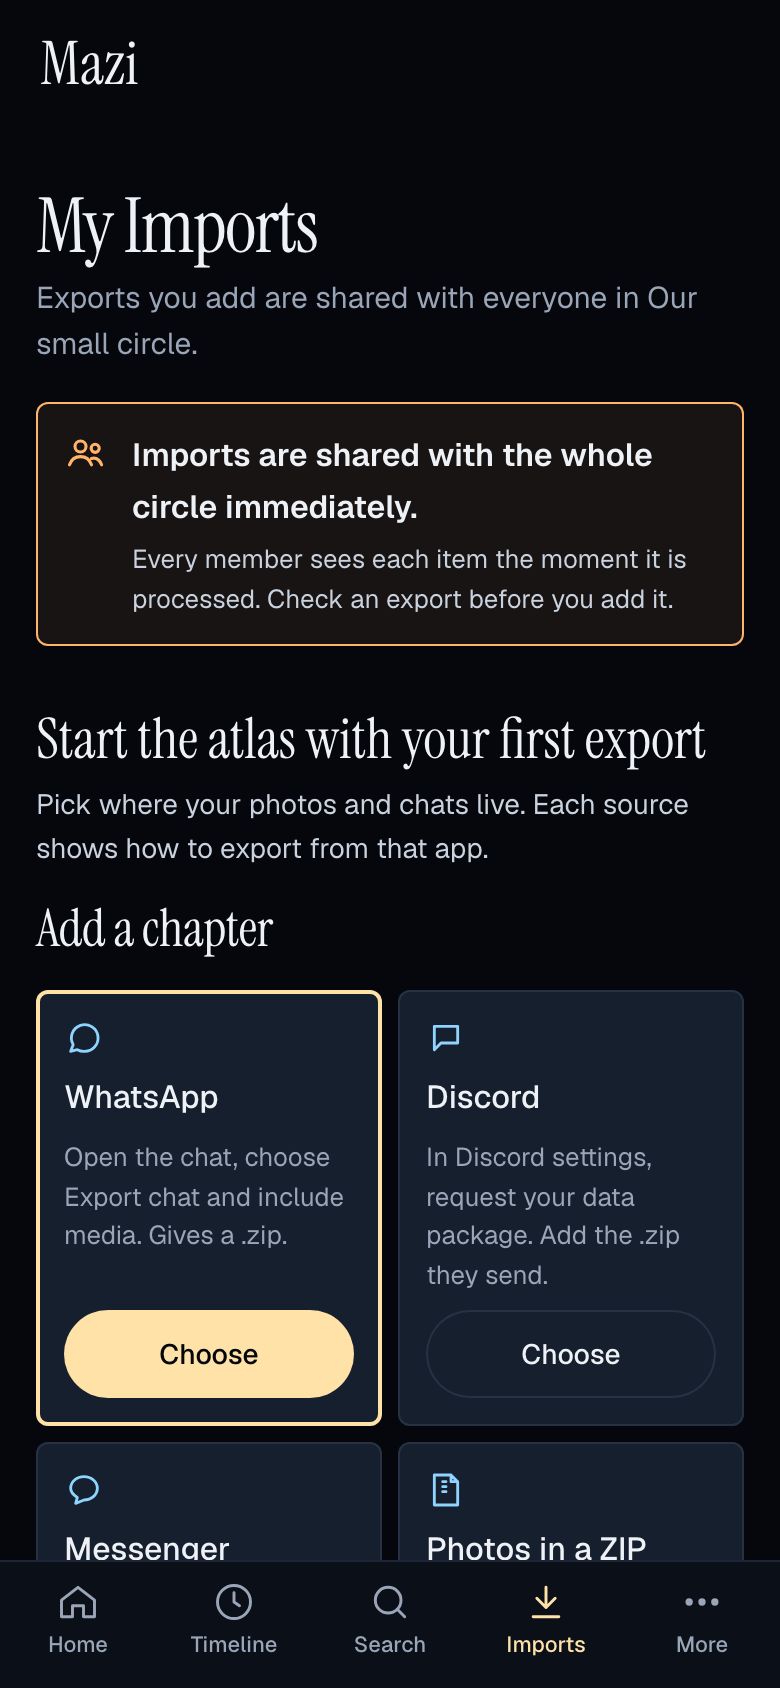 Mazi
My Imports
Exports you add are shared with everyone in Our
small circle.
Imports are shared with the whole
circle immediately.
Every member sees each item the moment it is
processed. Check an export before you add it.
Start the atlas with your first export
Pick where your photos and chats live. Each source
shows how to export from that app.
Add a chapter
WhatsApp
Open the chat, choose
Export chat and include
media. Gives a .zip.
Choose
Discord
In Discord settings,
request your data
package. Add the .zip
they send.
Choose
Messenger
Photos in a ZIP
Home
Timeline
Search
Imports
More